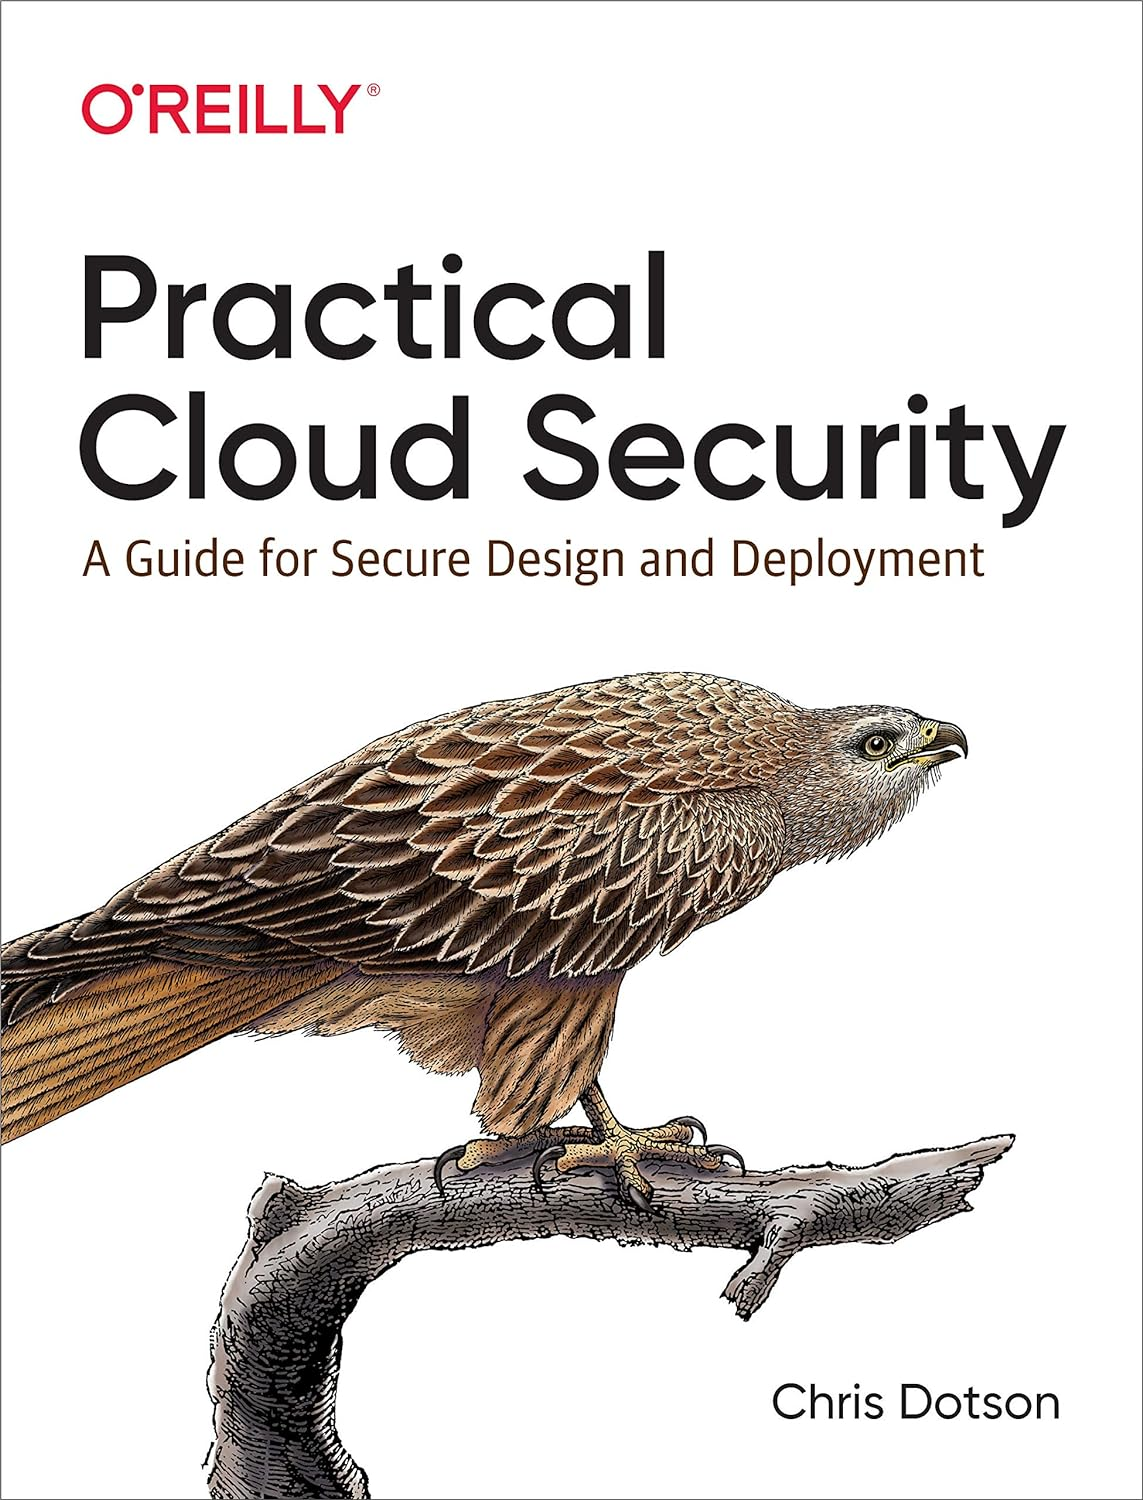 O'REILLY®
Practical
Cloud Security
A Guide for Secure Design and Deployment
Chris Dotson